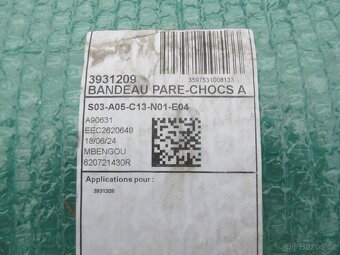 3931209
3507531008133
BANDEAU PARE-CHOCS A
S03-A05-C13-N01-E04
A90631
EEC2620649
18/06/24
MBENGOU
620721430R
Applications pour :
3931209